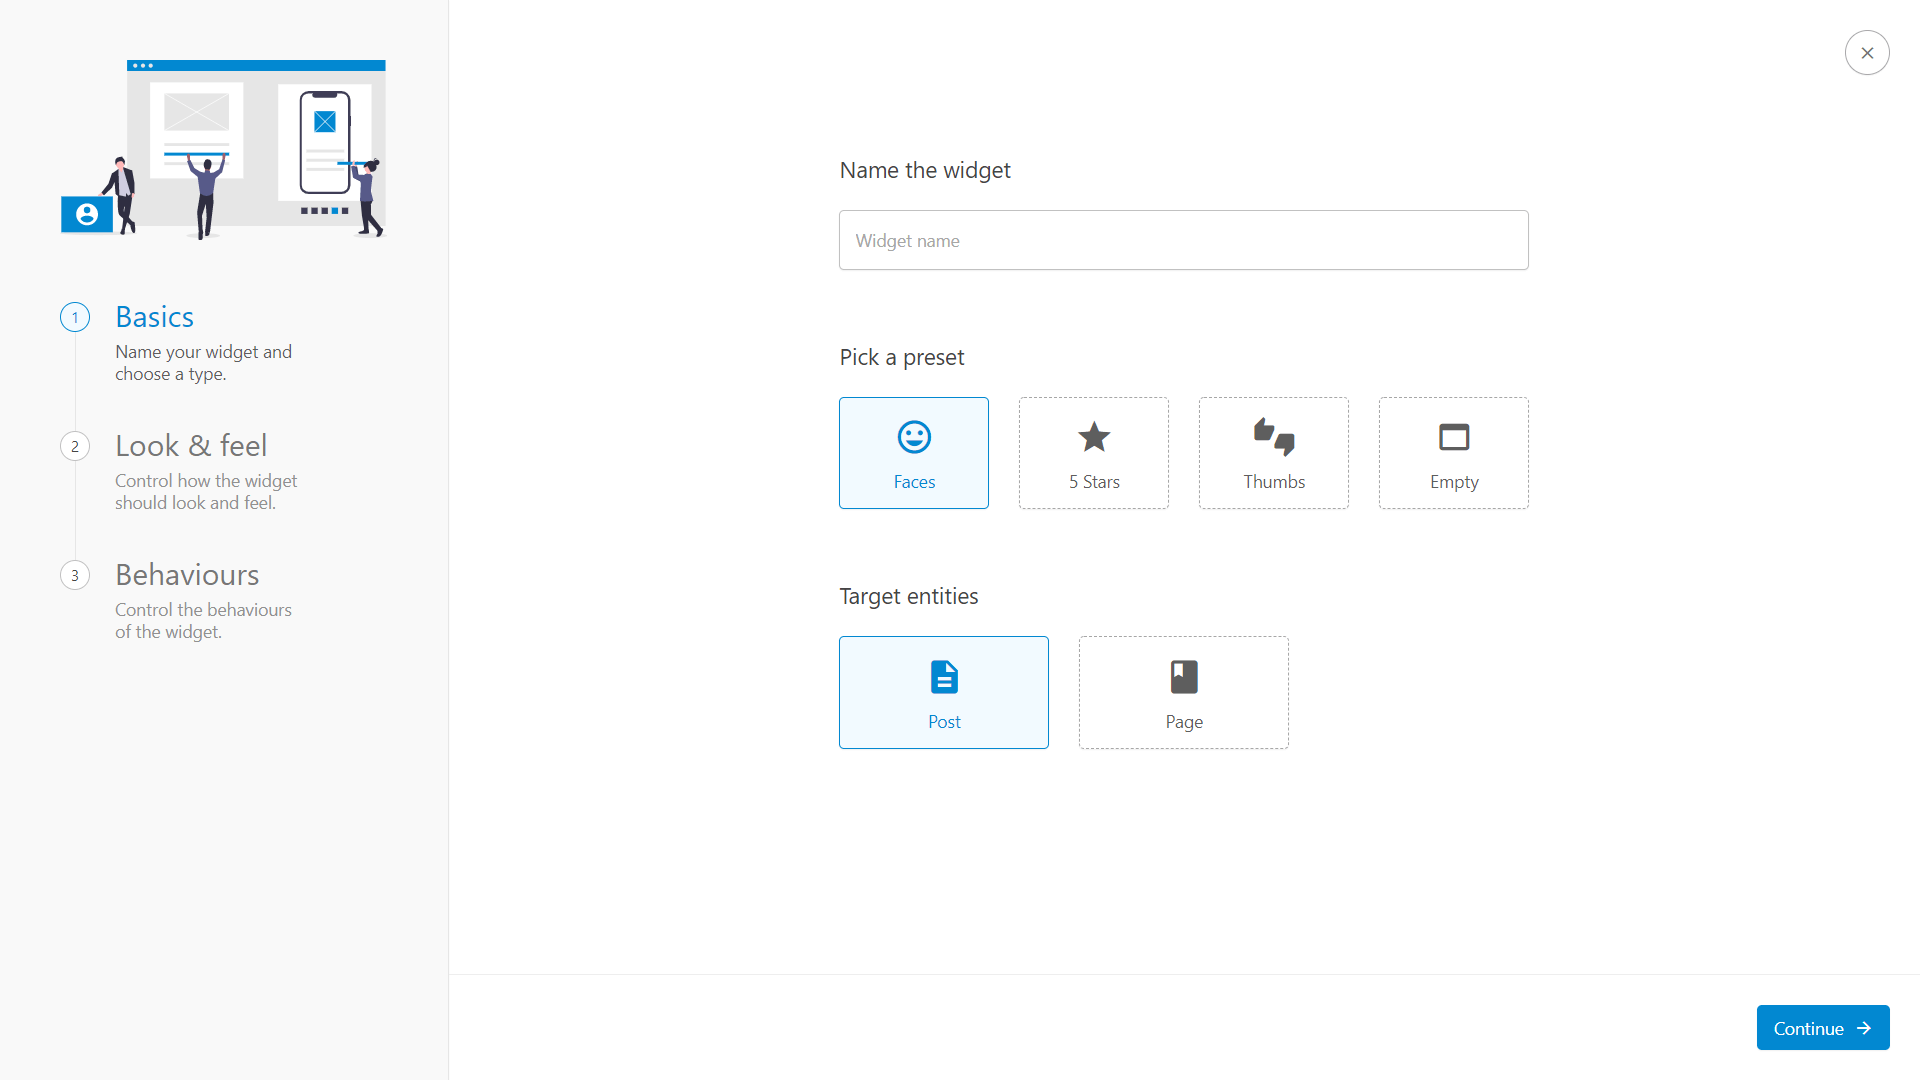 1
Basics
Name your widget and
choose a type.
2
Look & feel
Control how the widget
should look and feel.
3
Behaviours
Control the behaviours
of the widget.
Name the widget
Widget name
Pick a preset
Faces
5 Stars
Thumbs
Empty
Target entities
Post
Page
Continue